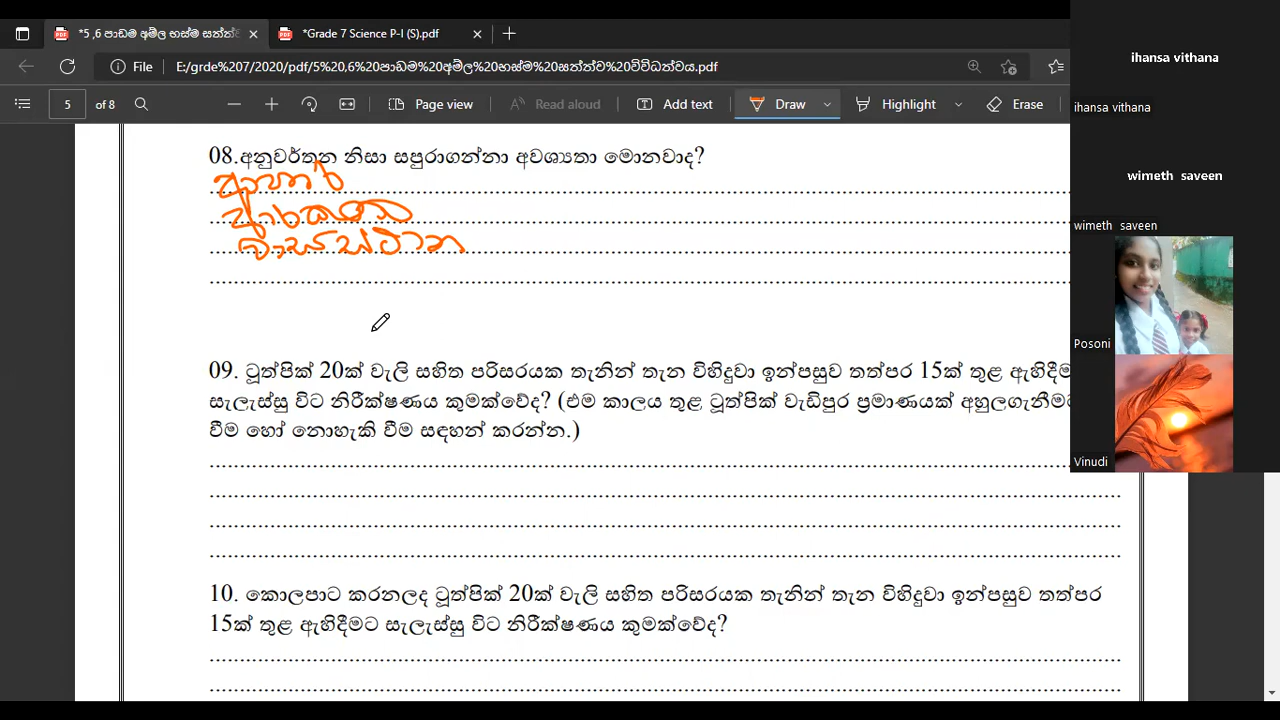 *5 ,6 පාඩම අම්ල භාස්ම සත්ත්ව
*Grade 7 Science P-I (S).pdf
File
E:/grde%207/2020/pdf/5%20,6%20පාඩම%20අම්ල%20භාස්ම%20සත්ත්ව%20විවිධත්වය.pdf
5 of 8
Page view
Read aloud
Add text
Draw
Highlight
Erase
08.අනුවර්තන නිසා සපුරාගන්නා අවශ්‍යතා මොනවාද?
ආහාර
ආරක්ෂාව
වාසස්ථාන
09. ටූත්පික් 20ක් වැලි සහිත පරිසරයක තැනින් තැන විහිදුවා ඉන්පසුව තත්පර 15ක් තුළ ඇහිදීම
සැලැස්සු විට නිරීක්ෂණය කුමක්වේද? (එම කාලය තුළ ටූත්පික් වැඩිපුර ප්‍රමාණයක් අහුලගැනීම
වීම හෝ නොහැකි වීම සඳහන් කරන්න.)
10. කොලපාට කරනලද ටූත්පික් 20ක් වැලි සහිත පරිසරයක තැනින් තැන විහිදුවා ඉන්පසුව තත්පර
15ක් තුළ ඇහිදීමට සැලැස්සු විට නිරීක්ෂණය කුමක්වේද?
ihansa vithana
ihansa vithana
wimeth saveen
wimeth saveen
Posoni
Vinudi